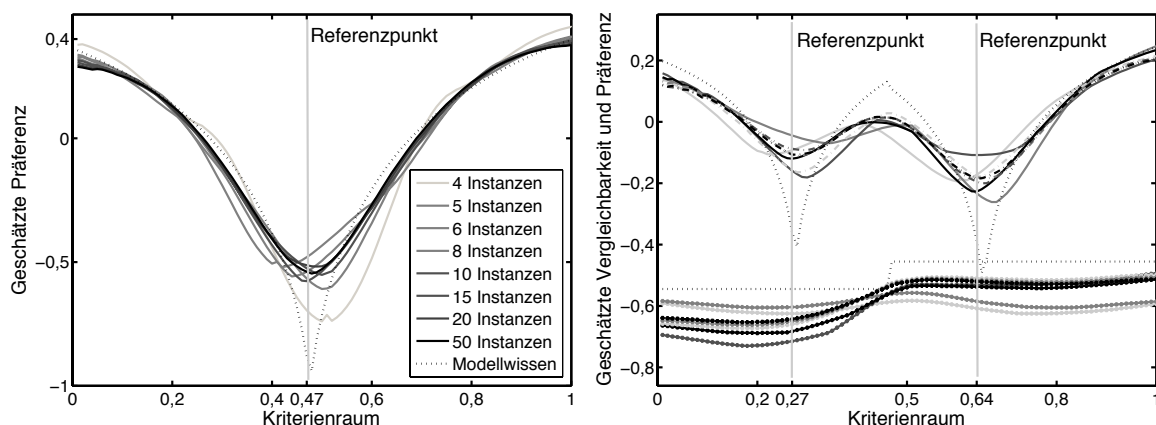 Geschätzte Präferenz
0,4
0
−0,5
−1
Referenzpunkt
4 Instanzen
5 Instanzen
6 Instanzen
8 Instanzen
10 Instanzen
15 Instanzen
20 Instanzen
50 Instanzen
Modellwissen
0 0,2 0,4 0,47 0,6 0,8 1
Kriterienraum
Geschätzte Vergleichbarkeit und Präferenz
0,2
0
−0,2
−0,4
−0,6
−0,8
Referenzpunkt Referenzpunkt
0 0,2 0,27 0,5 0,64 0,8 1
Kriterienraum